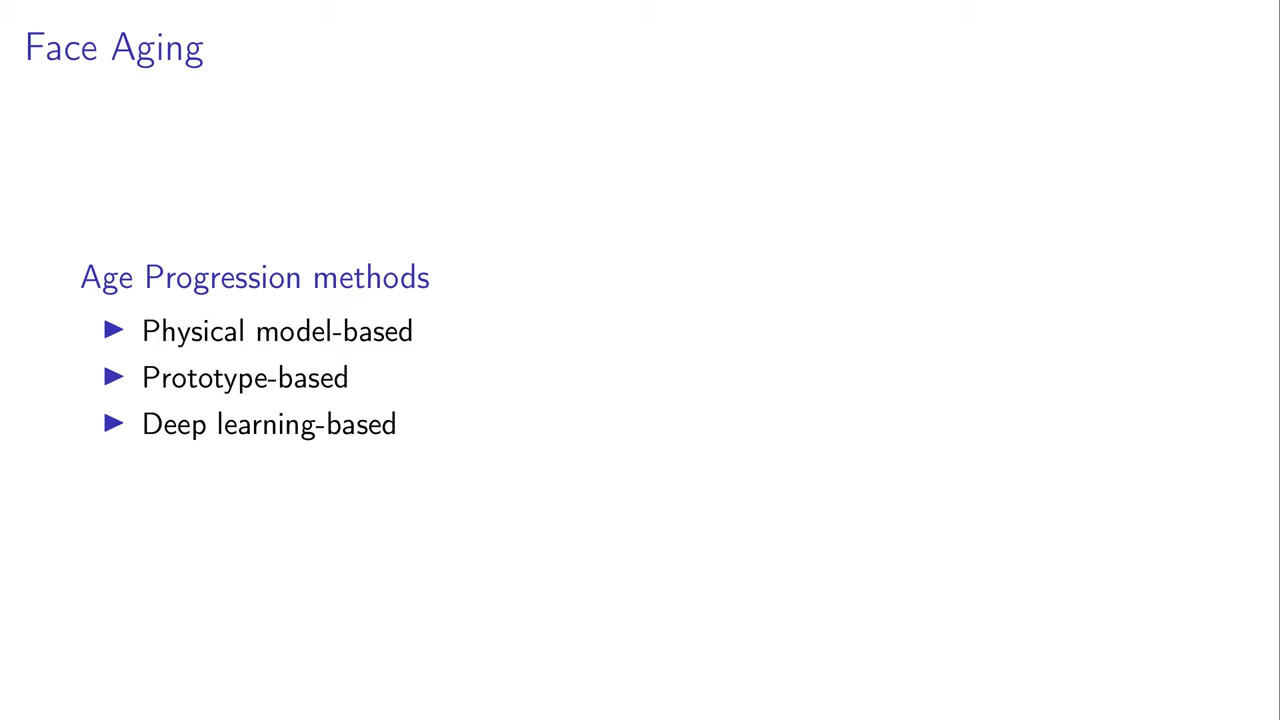 Face Aging
Age Progression methods
▶ Physical model-based
▶ Prototype-based
▶ Deep learning-based